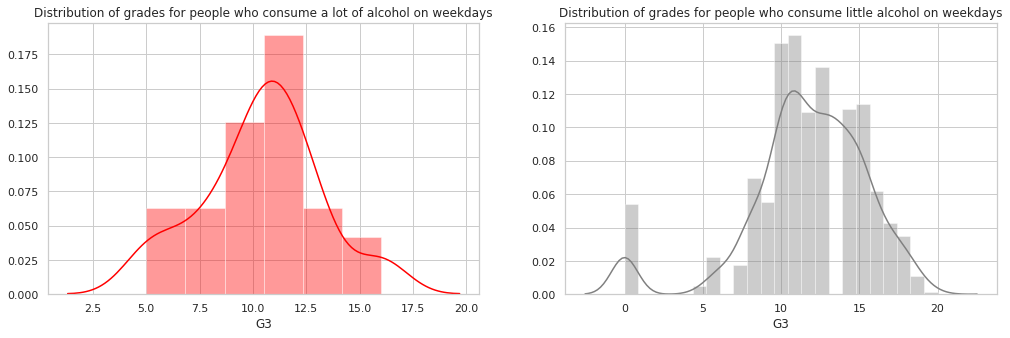 Distribution of grades for people who consume a lot of alcohol on weekdays
0.175
0.150
0.125
0.100
0.075
0.050
0.025
0.000
2.5 5.0 7.5 10.0 12.5 15.0 17.5 20.0
G3
Distribution of grades for people who consume little alcohol on weekdays
0.16
0.14
0.12
0.10
0.08
0.06
0.04
0.02
0.00
0 5 10 15 20
G3